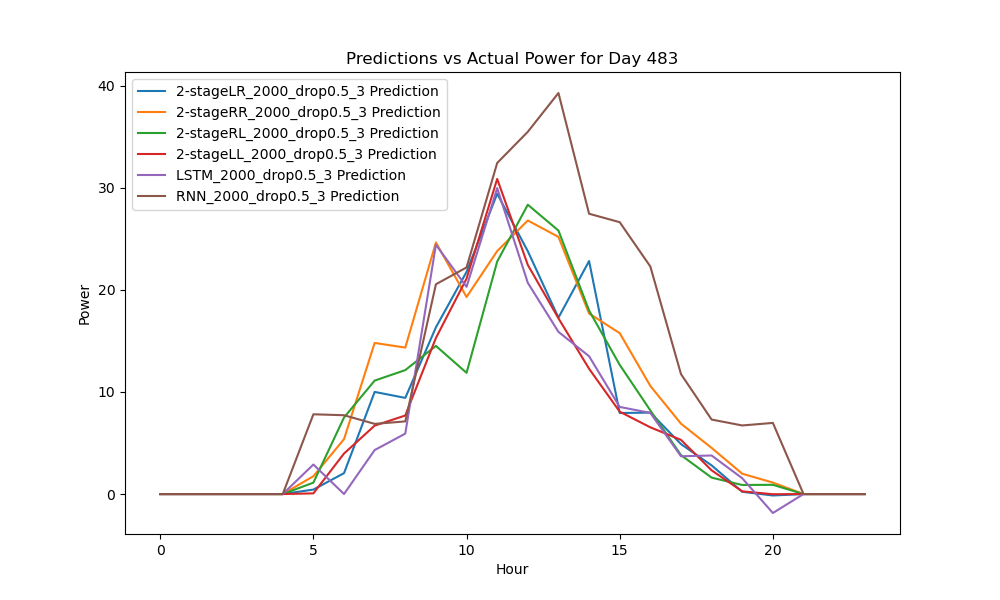 Predictions vs Actual Power for Day 483
2-stageLR_2000_drop0.5_3 Prediction
2-stageRR_2000_drop0.5_3 Prediction
2-stageRL_2000_drop0.5_3 Prediction
2-stageLL_2000_drop0.5_3 Prediction
LSTM_2000_drop0.5_3 Prediction
RNN_2000_drop0.5_3 Prediction
40
30
20
10
0
Power
0 5 10 15 20
Hour